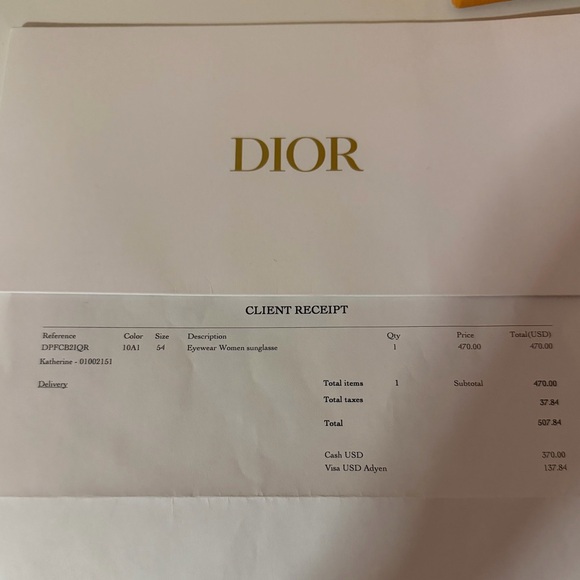 DIOR
CLIENT RECEIPT
Reference Color Size Description Qty Price Total(USD)
DPFCB21QR 10A1 54 Eyewear Women sunglasse 1 470.00 470.00
Katherine - 01002151
Delivery Total items 1 Subtotal 470.00
Total taxes 37.84
Total 507.84
Cash USD 370.00
Visa USD Adyen 137.84